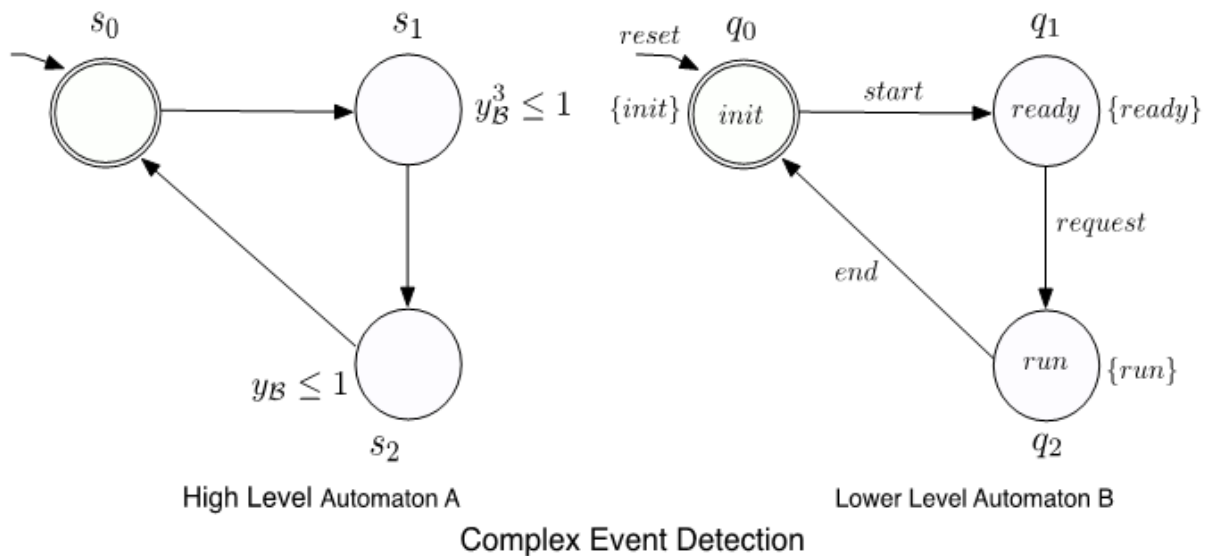 s₀ s₁ reset q₀ q₁
y³_ℬ ≤ 1 {init} init start ready {ready}
request
end
y_ℬ ≤ 1 run {run}
s₂ q₂
High Level Automaton A Lower Level Automaton B
Complex Event Detection